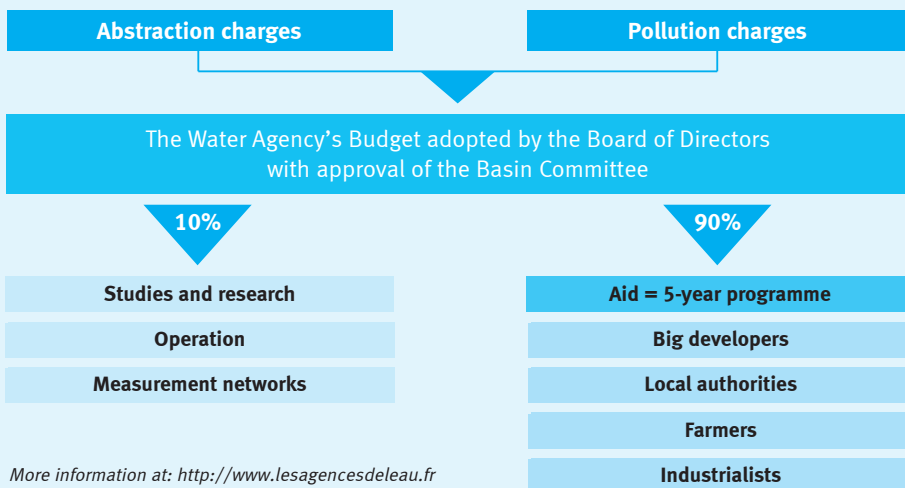 Abstraction charges
Pollution charges
The Water Agency’s Budget adopted by the Board of Directors
with approval of the Basin Committee
10%
90%
Studies and research
Operation
Measurement networks
Aid = 5-year programme
Big developers
Local authorities
Farmers
Industrialists
More information at: http://www.lesagencesdeleau.fr